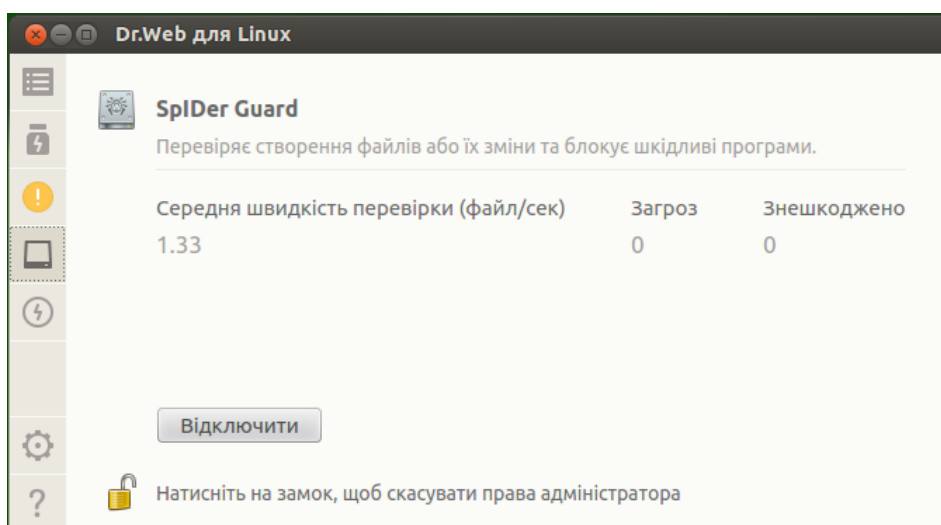 Dr.Web для Linux
SpIDer Guard
Перевіряє створення файлів або їх зміни та блокує шкідливі програми.
Середня швидкість перевірки (файл/сек) Загроз Знешкоджено
1.33 0 0
Відключити
Натисніть на замок, щоб скасувати права адміністратора